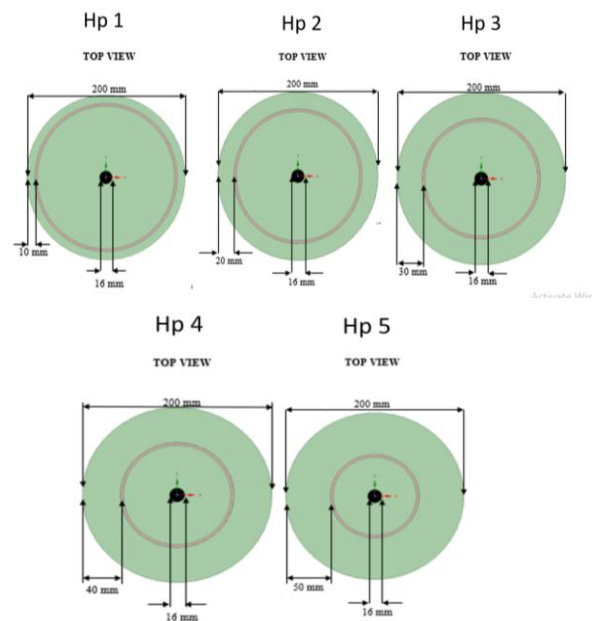 Hp 1
TOP VIEW
200 mm
10 mm
16 mm
Hp 2
TOP VIEW
200 mm
20 mm
16 mm
Hp 3
TOP VIEW
200 mm
30 mm
16 mm
Hp 4
TOP VIEW
200 mm
40 mm
16 mm
Hp 5
TOP VIEW
200 mm
50 mm
16 mm